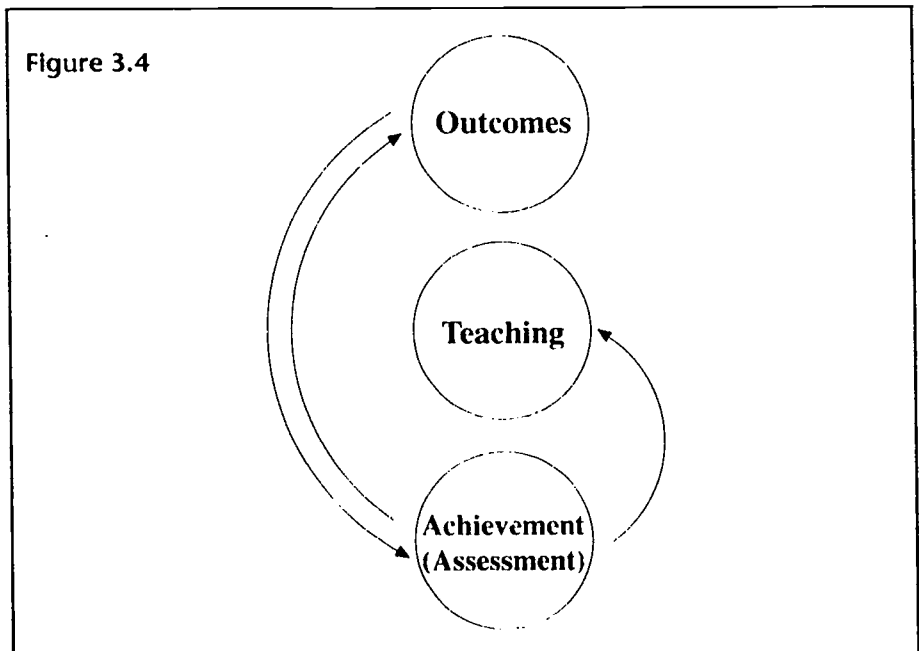 Figure 3.4
Outcomes
Teaching
Achievement
(Assessment)